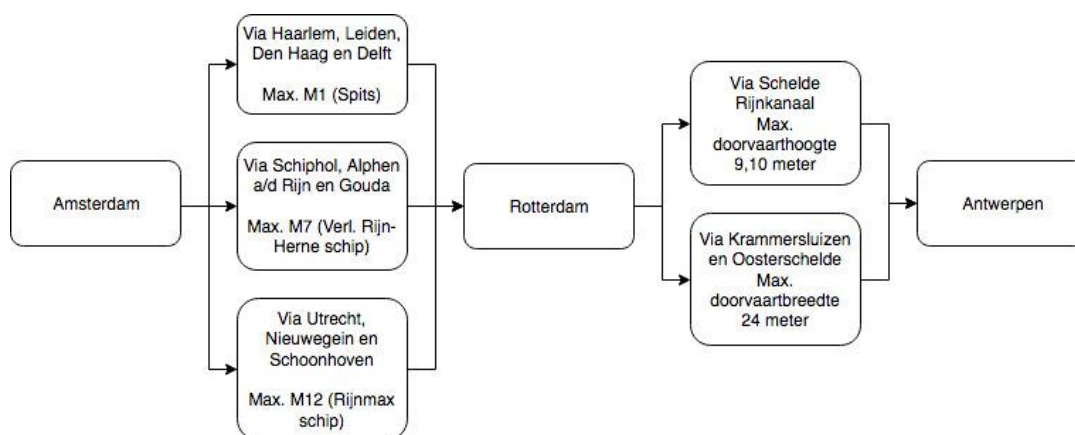 Amsterdam
Via Haarlem, Leiden,
Den Haag en Delft
Max. M1 (Spits)
Via Schiphol, Alphen
a/d Rijn en Gouda
Max. M7 (Verl. Rijn-
Herne schip)
Via Utrecht,
Nieuwegein en
Schoonhoven
Max. M12 (Rijnmax
schip)
Rotterdam
Via Schelde
Rijnkanaal
Max.
doorvaarthoogte
9,10 meter
Via Krammersluizen
en Oosterschelde
Max.
doorvaartbreedte
24 meter
Antwerpen